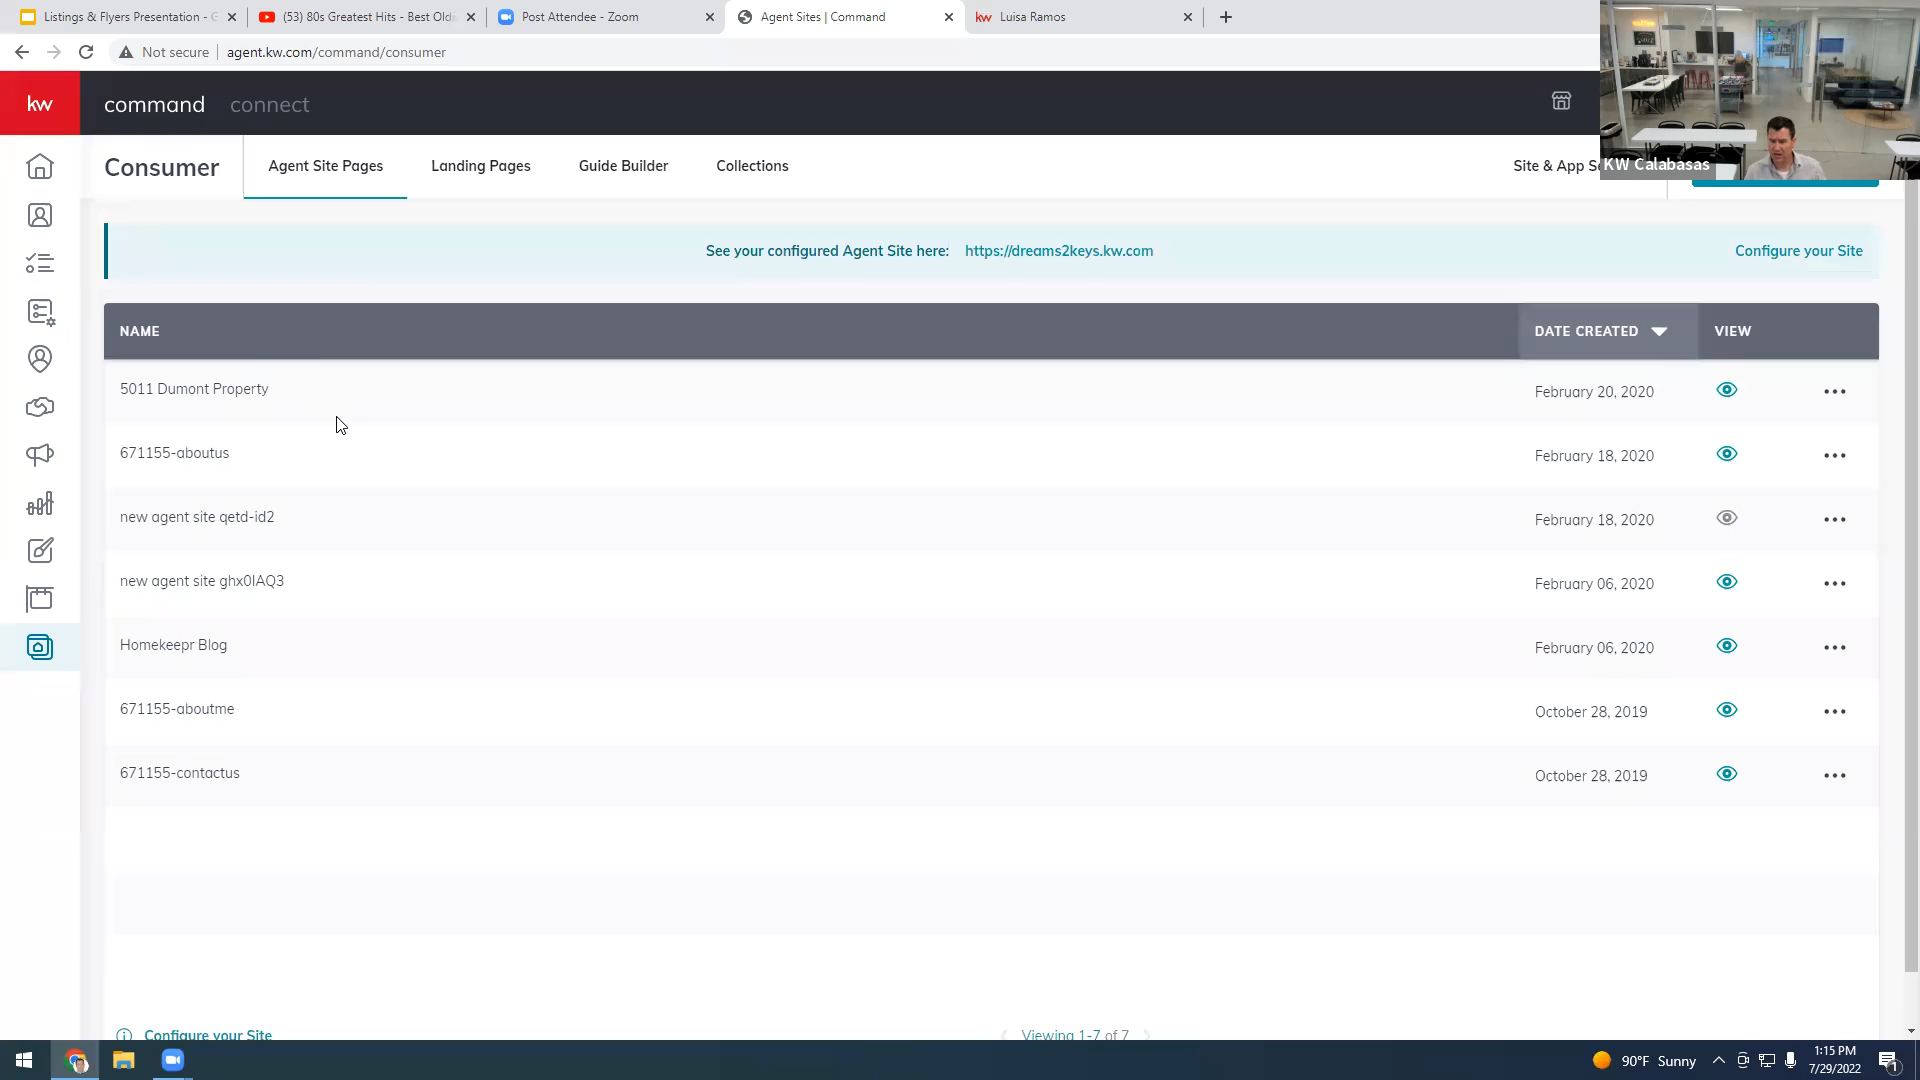 Listings & Flyers Presentation - G
(53) 80s Greatest Hits - Best Olds
Post Attendee - Zoom
Agent Sites | Command
kw Luisa Ramos
Not secure
agent.kw.com/command/consumer
kw
command
connect
KW Calabasas
Consumer
Agent Site Pages
Landing Pages
Guide Builder
Collections
Site & App Se
See your configured Agent Site here: https://dreams2keys.kw.com
Configure your Site
NAME
DATE CREATED
VIEW
5011 Dumont Property
February 20, 2020
671155-aboutus
February 18, 2020
new agent site qetd-id2
February 18, 2020
new agent site ghx0IAQ3
February 06, 2020
Homekeepr Blog
February 06, 2020
671155-aboutme
October 28, 2019
671155-contactus
October 28, 2019
Configure your Site
Viewing 1-7 of 7
90°F Sunny
1:15 PM
7/29/2022
1